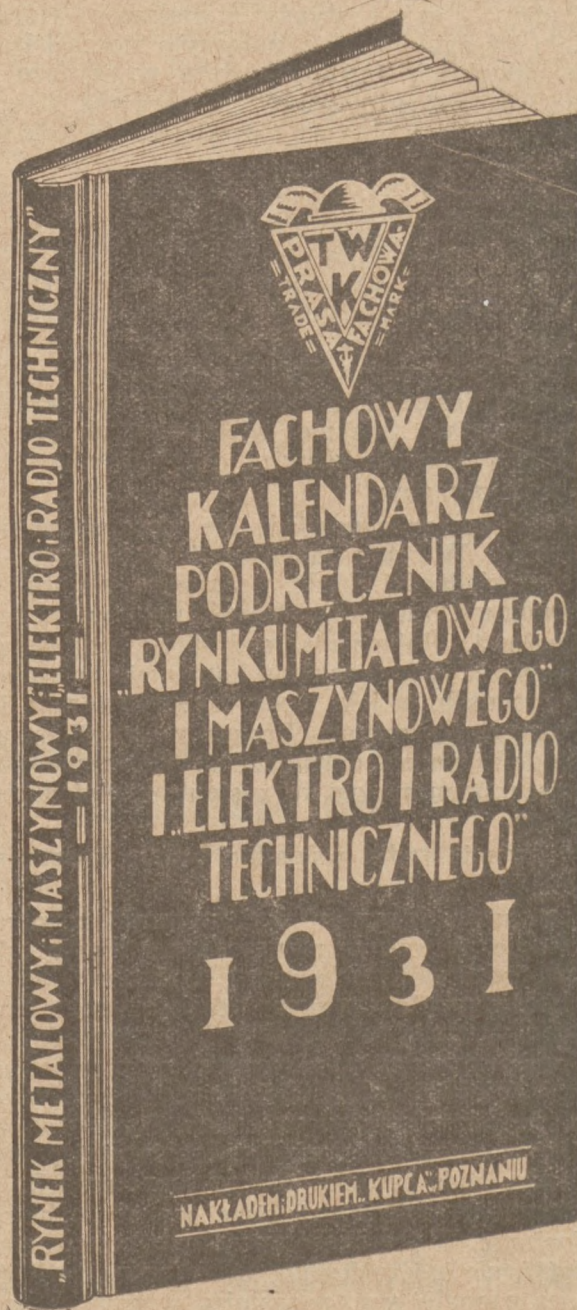 „RYNEK METALOWY i MASZYNOWY i „ELEKTRO i RADJO TECHNICZNY”
=1931=
TWK
PRASA FACHOWA
=TRADE= MARK=
FACHOWY
KALENDARZ
PODRĘCZNIK
„RYNKU METALOWEGO
I MASZYNOWEGO”
I „ELEKTRO I RADJO
TECHNICZNEGO”
1931
NAKŁADEM i DRUKIEM „KUPCA” w POZNANIU